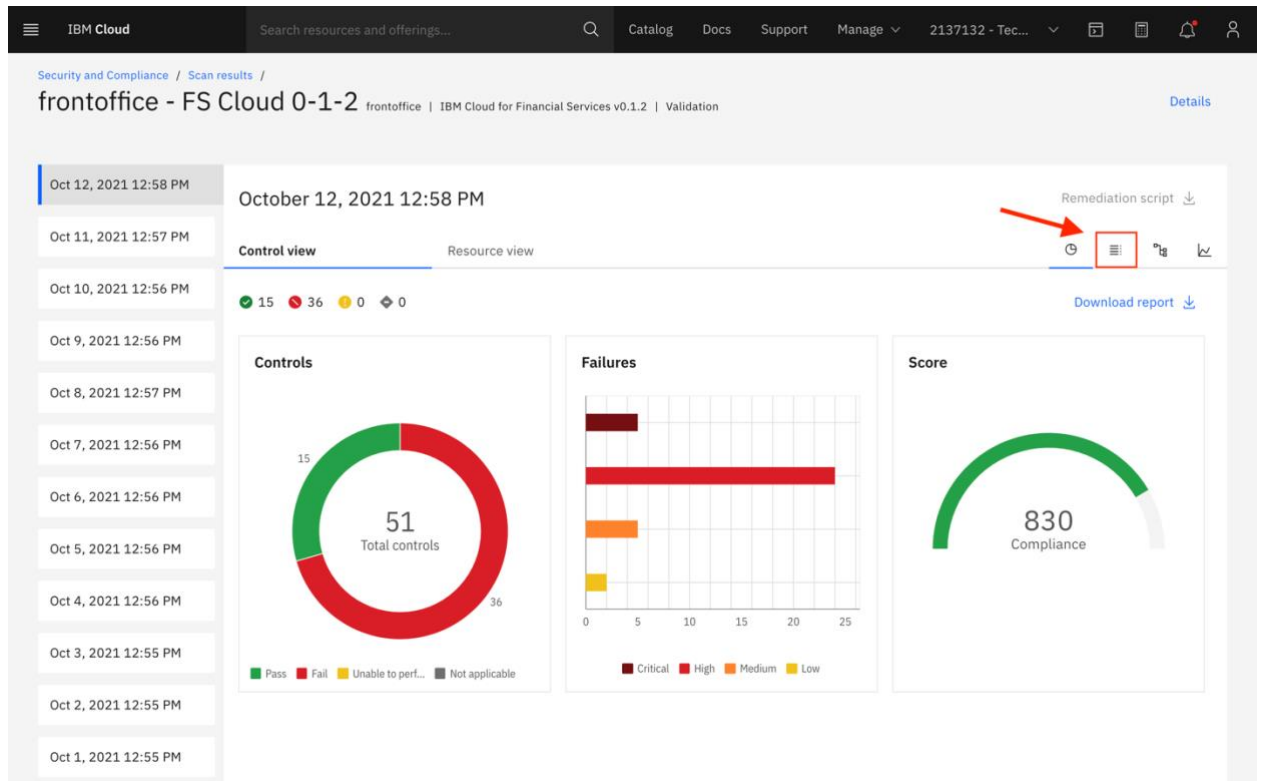 IBM Cloud Search resources and offerings... Catalog Docs Support Manage 2137132 - Tec...
Security and Compliance / Scan results /
frontoffice - FS Cloud 0-1-2 frontoffice | IBM Cloud for Financial Services v0.1.2 | Validation Details
Oct 12, 2021 12:58 PM
Oct 11, 2021 12:57 PM
Oct 10, 2021 12:56 PM
Oct 9, 2021 12:56 PM
Oct 8, 2021 12:57 PM
Oct 7, 2021 12:56 PM
Oct 6, 2021 12:56 PM
Oct 5, 2021 12:56 PM
Oct 4, 2021 12:56 PM
Oct 3, 2021 12:55 PM
Oct 2, 2021 12:55 PM
Oct 1, 2021 12:55 PM
October 12, 2021 12:58 PM Remediation script
Control view Resource view
15 36 0 0 Download report
Controls
15
51
Total controls
36
Pass Fail Unable to perf... Not applicable
Failures
0 5 10 15 20 25
Critical High Medium Low
Score
830
Compliance